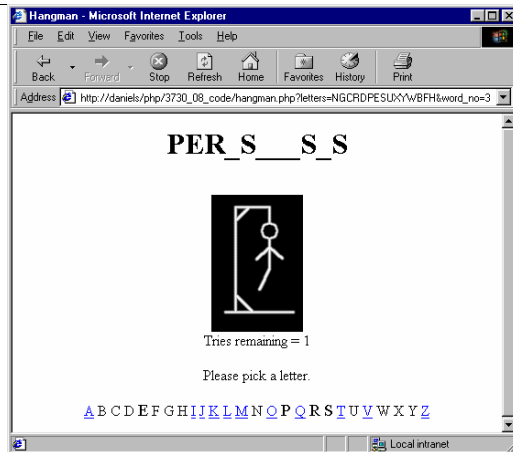 Hangman - Microsoft Internet Explorer
File Edit View Favorites Tools Help
Back Forward Stop Refresh Home Favorites History Print
Address http://daniels/php/3730_08_code/hangman.php?letters=NGCRDPESUXYWBFH&word_no=3
PER_S___S_S
Tries remaining = 1
Please pick a letter.
A B C D E F G H I J K L M N O P Q R S T U V W X Y Z
Local intranet